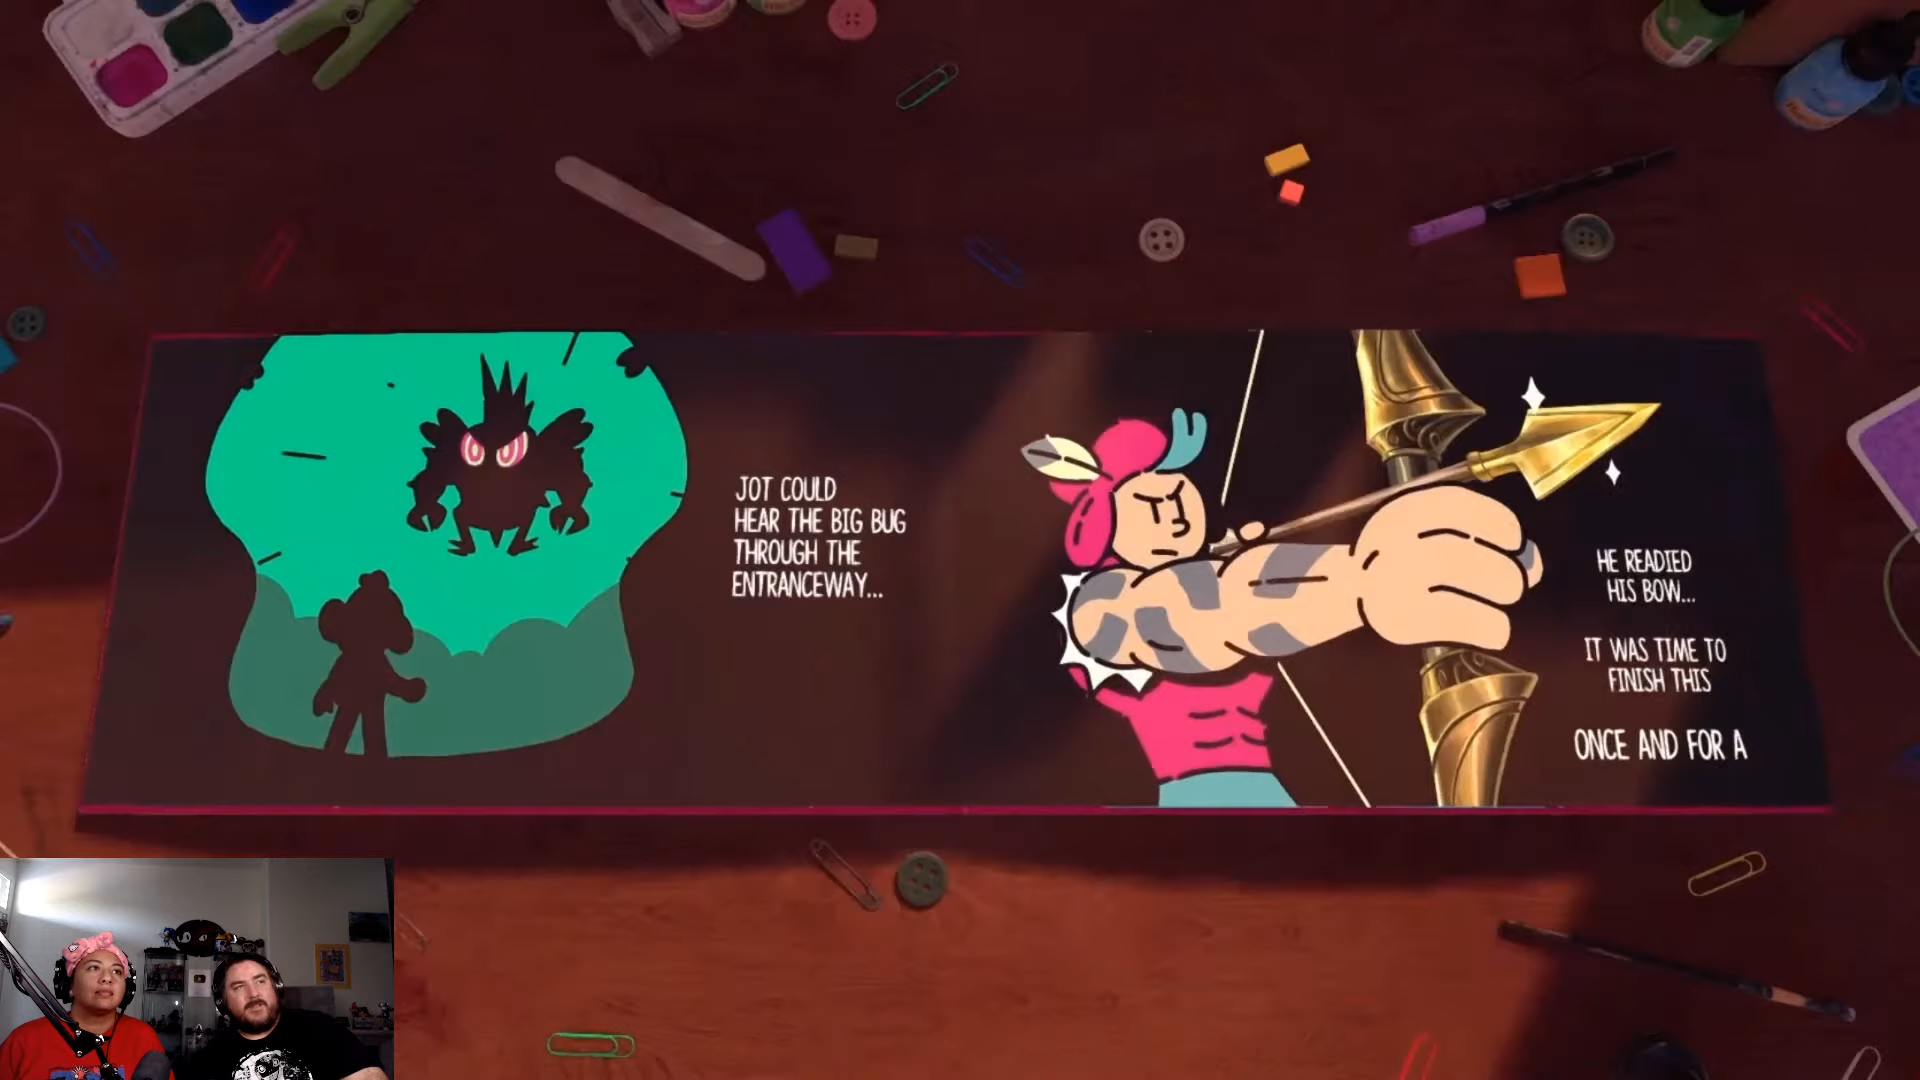 JOT COULD
HEAR THE BIG BUG
THROUGH THE
ENTRANCEWAY...
HE READIED
HIS BOW...
IT WAS TIME TO
FINISH THIS
ONCE AND FOR A